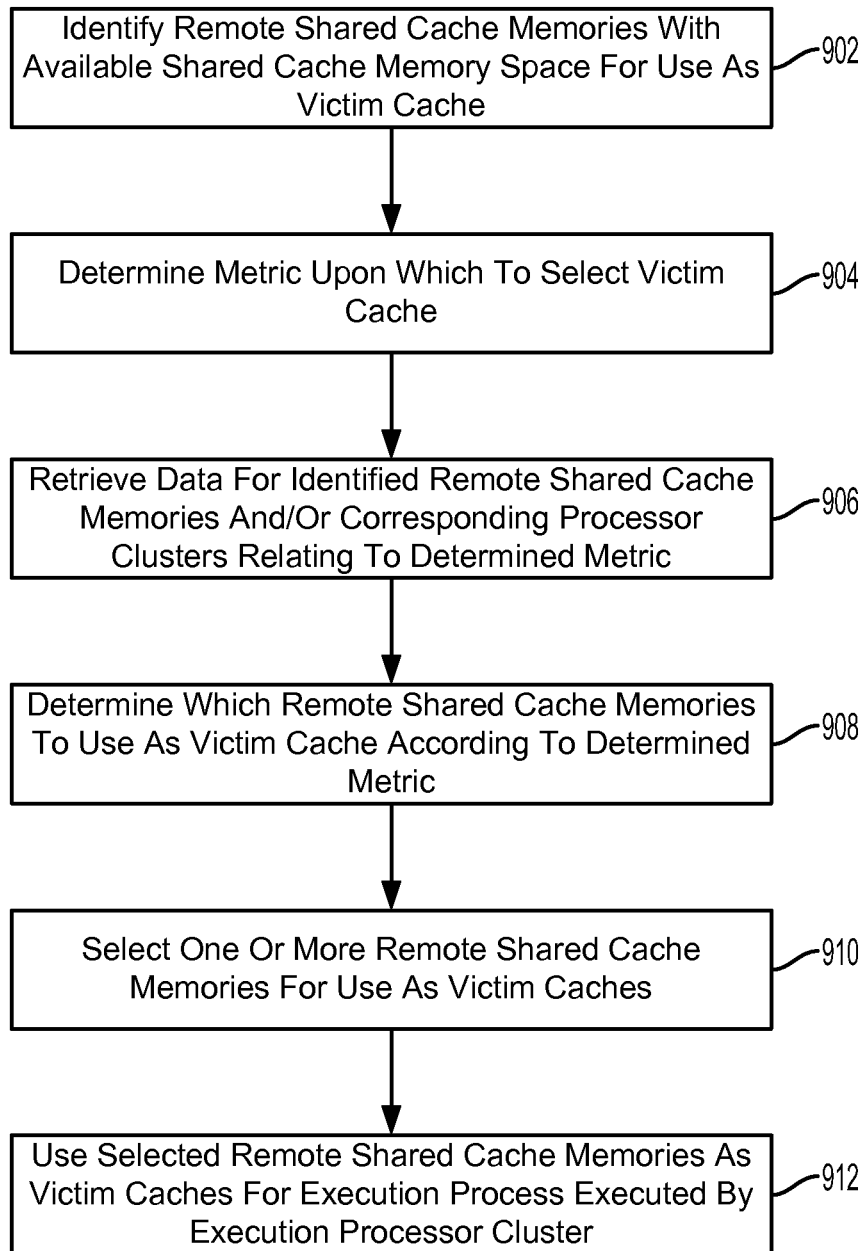 Identify Remote Shared Cache Memories With
Available Shared Cache Memory Space For Use As
Victim Cache
902
Determine Metric Upon Which To Select Victim
Cache
904
Retrieve Data For Identified Remote Shared Cache
Memories And/Or Corresponding Processor
Clusters Relating To Determined Metric
906
Determine Which Remote Shared Cache Memories
To Use As Victim Cache According To Determined
Metric
908
Select One Or More Remote Shared Cache
Memories For Use As Victim Caches
910
Use Selected Remote Shared Cache Memories As
Victim Caches For Execution Process Executed By
Execution Processor Cluster
912